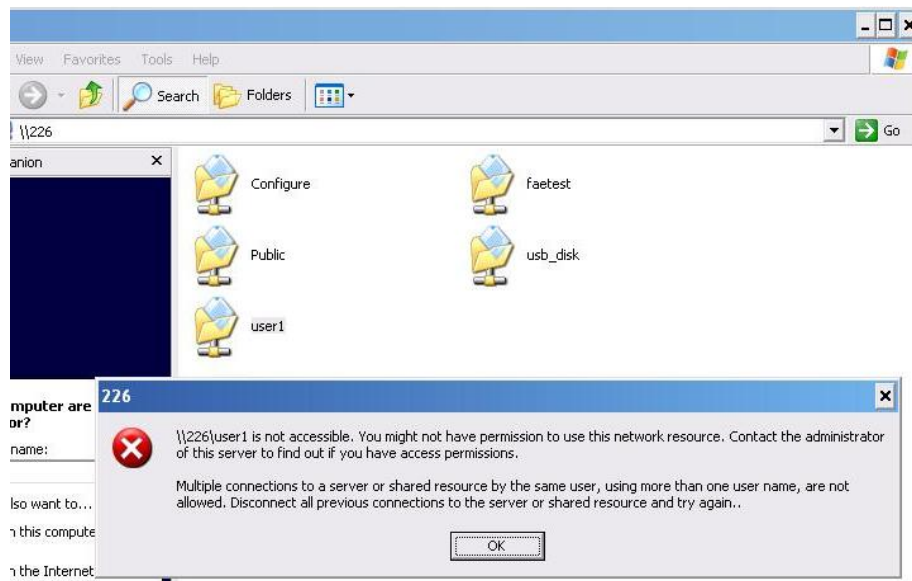 View Favorites Tools Help
Search Folders
\\226 Go
anion
Configure faetest
Public usb_disk
user1
mputer are
or?
name:
lso want to...
n this compute
n the Internet
226
\\226\user1 is not accessible. You might not have permission to use this network resource. Contact the administrator
of this server to find out if you have access permissions.
Multiple connections to a server or shared resource by the same user, using more than one user name, are not
allowed. Disconnect all previous connections to the server or shared resource and try again..
OK